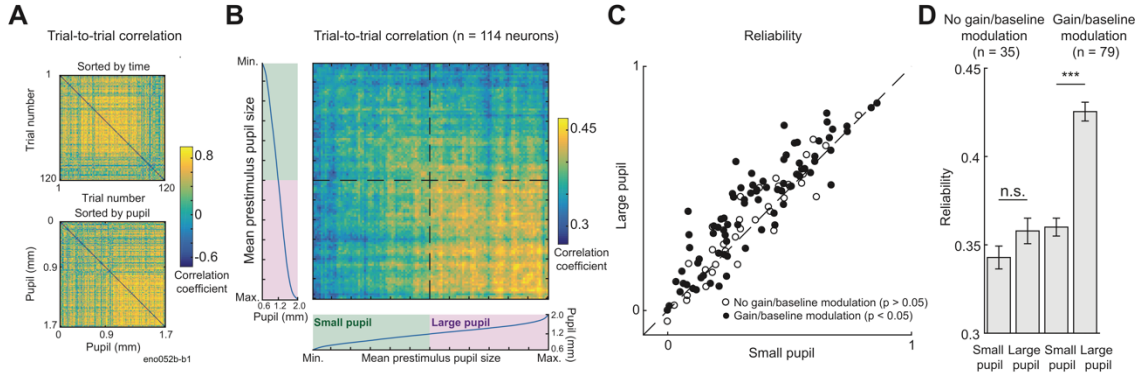 A
Trial-to-trial correlation
Sorted by time
1
Trial number
120
1
120
Trial number
Sorted by pupil
0
0.9
1.7
Pupil (mm)
0
0.9
1.7
Pupil (mm)
eno052b-b1
0.8
0
-0.6
Correlation
coefficient
B
Trial-to-trial correlation (n = 114 neurons)
Min.
Mean prestimulus pupil size
Max.
0.6 1.2 2.0
Pupil (mm)
0.45
0.3
Correlation
coefficient
Small pupil
Large pupil
2.0
1.2
0.6
Pupil (mm)
Min.
Mean prestimulus pupil size
Max.
C
Reliability
1
Large pupil
0
No gain/baseline modulation (p > 0.05)
Gain/baseline modulation (p < 0.05)
0
1
Small pupil
D
No gain/baseline
modulation
(n = 35)
Gain/baseline
modulation
(n = 79)
0.45
***
0.4
Reliability
n.s.
0.35
0.3
Small Large Small Large
pupil pupil pupil pupil